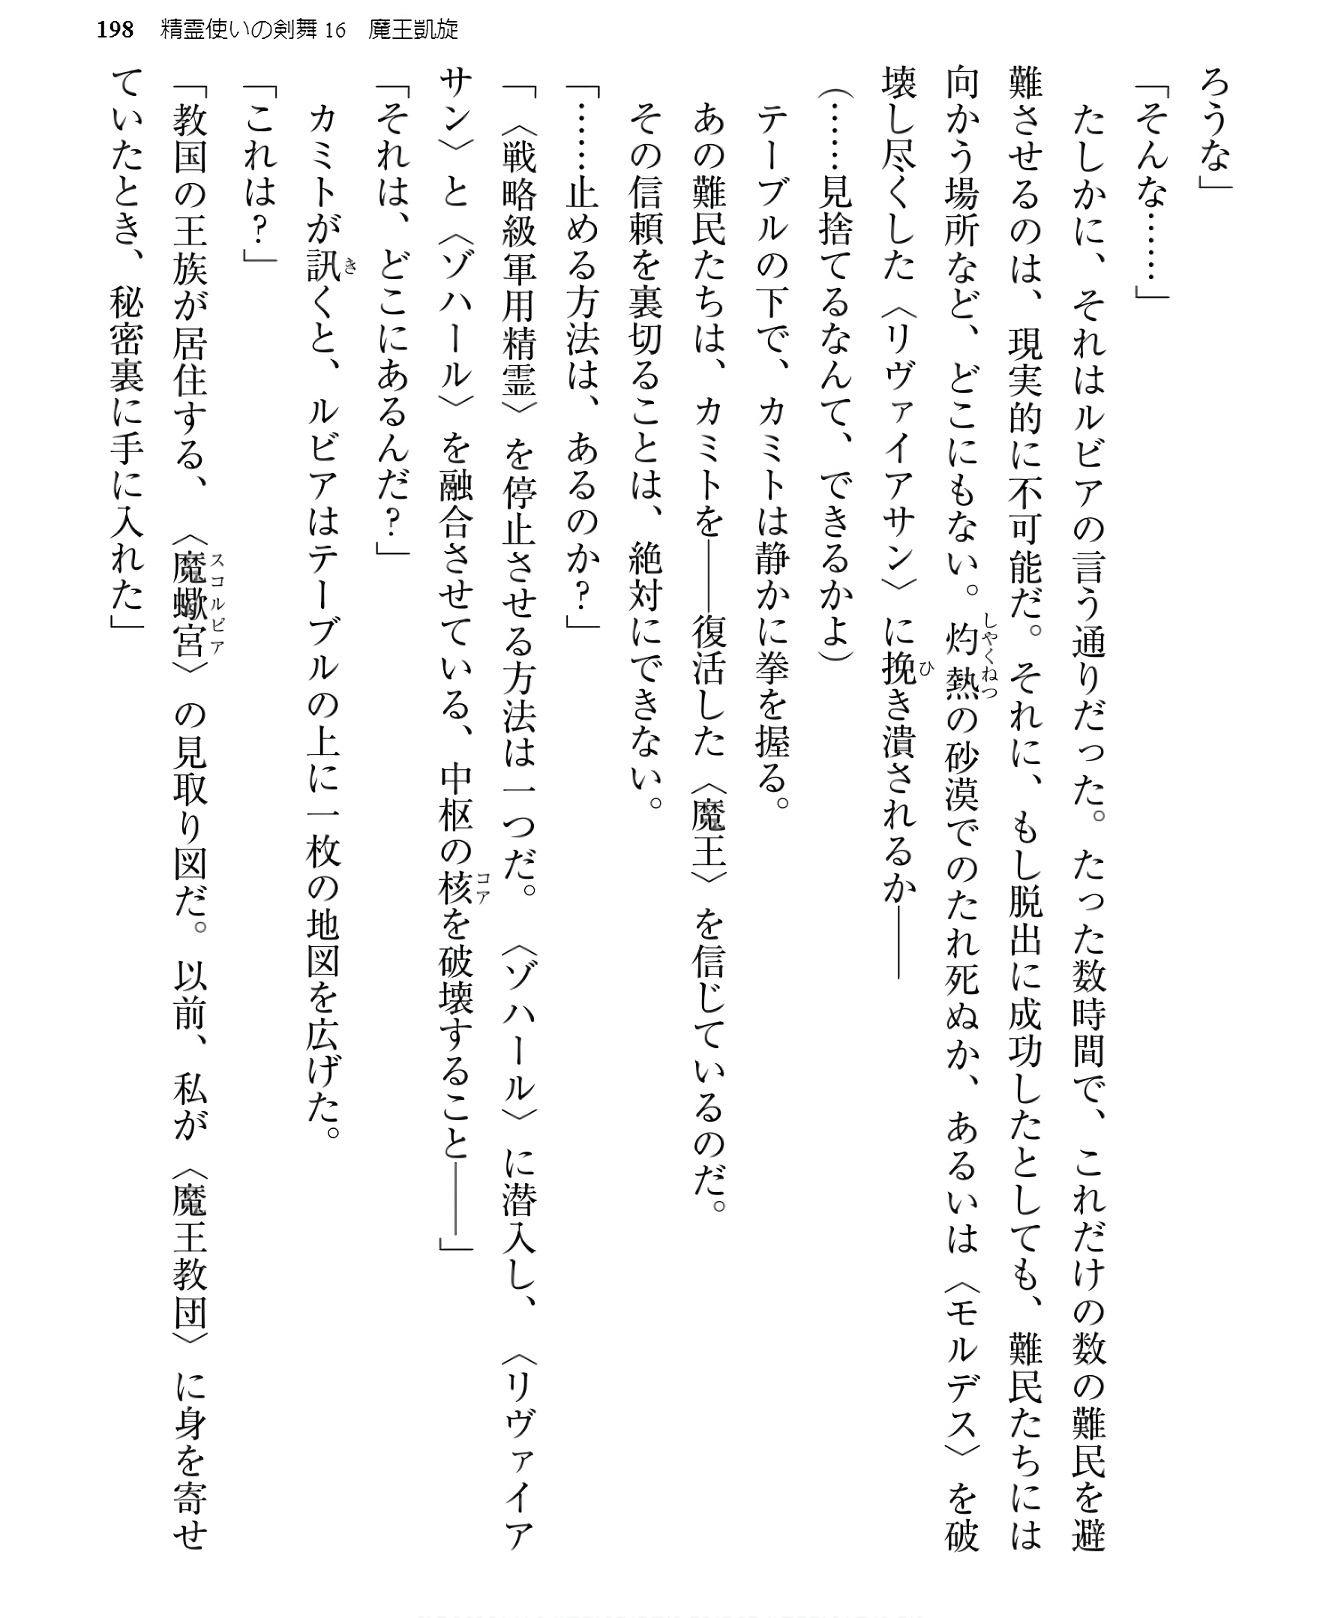 198 精霊使いの剣舞16 魔王凱旋
ろうな」
「そんな……」
たしかに、それはルビアの言う通りだった。たった数時間で、これだけの数の難民を避
難させるのは、現実的に不可能だ。それに、もし脱出に成功したとしても、難民たちには
向かう場所など、どこにもない。灼熱の砂漠でのたれ死ぬか、あるいは〈モルデス〉を破
壊し尽くした〈リヴァイアサン〉に挽き潰されるか――
(……見捨てるなんて、できるかよ)
テーブルの下で、カミトは静かに拳を握る。
あの難民たちは、カミトを――復活した〈魔王〉を信じているのだ。
その信頼を裏切ることは、絶対にできない。
「……止める方法は、あるのか?」
「〈戦略級軍用精霊〉を停止させる方法は一つだ。〈ゾハール〉に潜入し、〈リヴァイア
サン〉と〈ゾハール〉を融合させている、中枢の核を破壊すること――」
「それは、どこにあるんだ?」
カミトが訊くと、ルビアはテーブルの上に一枚の地図を広げた。
「これは?」
「教国の王族が居住する、〈魔蠍宮〉の見取り図だ。以前、私が〈魔王教団〉に身を寄せ
ていたとき、秘密裏に手に入れた」
しゃくねつ
ひ
コア
き
スコルピア